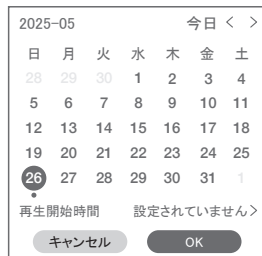 2025-05 今日 < >
日 月 火 水 木 金 土
28 29 30 1 2 3 4
5 6 7 8 9 10 11
12 13 14 15 16 17 18
19 20 21 22 23 24 25
26 27 28 29 30 31 1
再生開始時間 設定されていません>
キャンセル OK